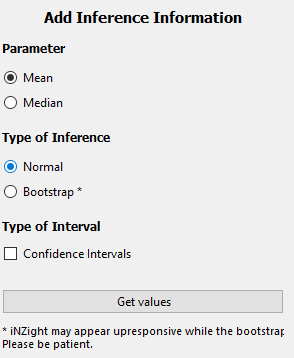 Add Inference Information
Parameter
Mean
Median
Type of Inference
Normal
Bootstrap *
Type of Interval
Confidence Intervals
Get values
* iNZight may appear upresponsive while the bootstrap
Please be patient.